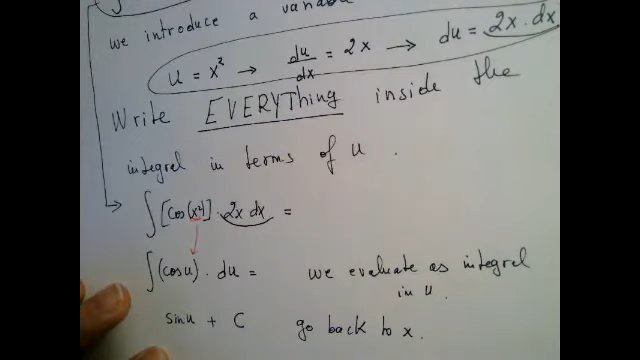 we introduce a variable
u = x² → du/dx = 2x → du = 2x · dx
Write EVERYThing inside the
integral in terms of u .
∫ [cos(x²)] · 2x dx =
∫ (cos u) · du = we evaluate as integral
in u.
sin u + C go back to x.